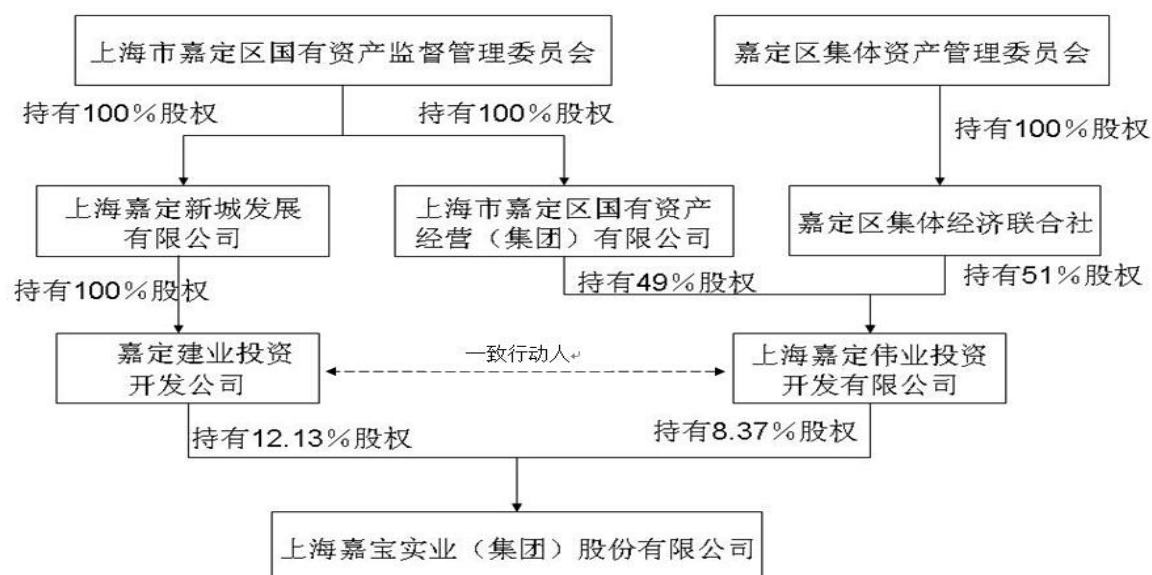 上海市嘉定区国有资产监督管理委员会
嘉定区集体资产管理委员会
持有100%股权
持有100%股权
持有100%股权
上海嘉定新城发展
有限公司
上海市嘉定区国有资产
经营（集团）有限公司
嘉定区集体经济联合社
持有100%股权
持有49%股权
持有51%股权
嘉定建业投资
开发公司
一致行动人
上海嘉定伟业投资
开发有限公司
持有12.13%股权
持有8.37%股权
上海嘉宝实业（集团）股份有限公司